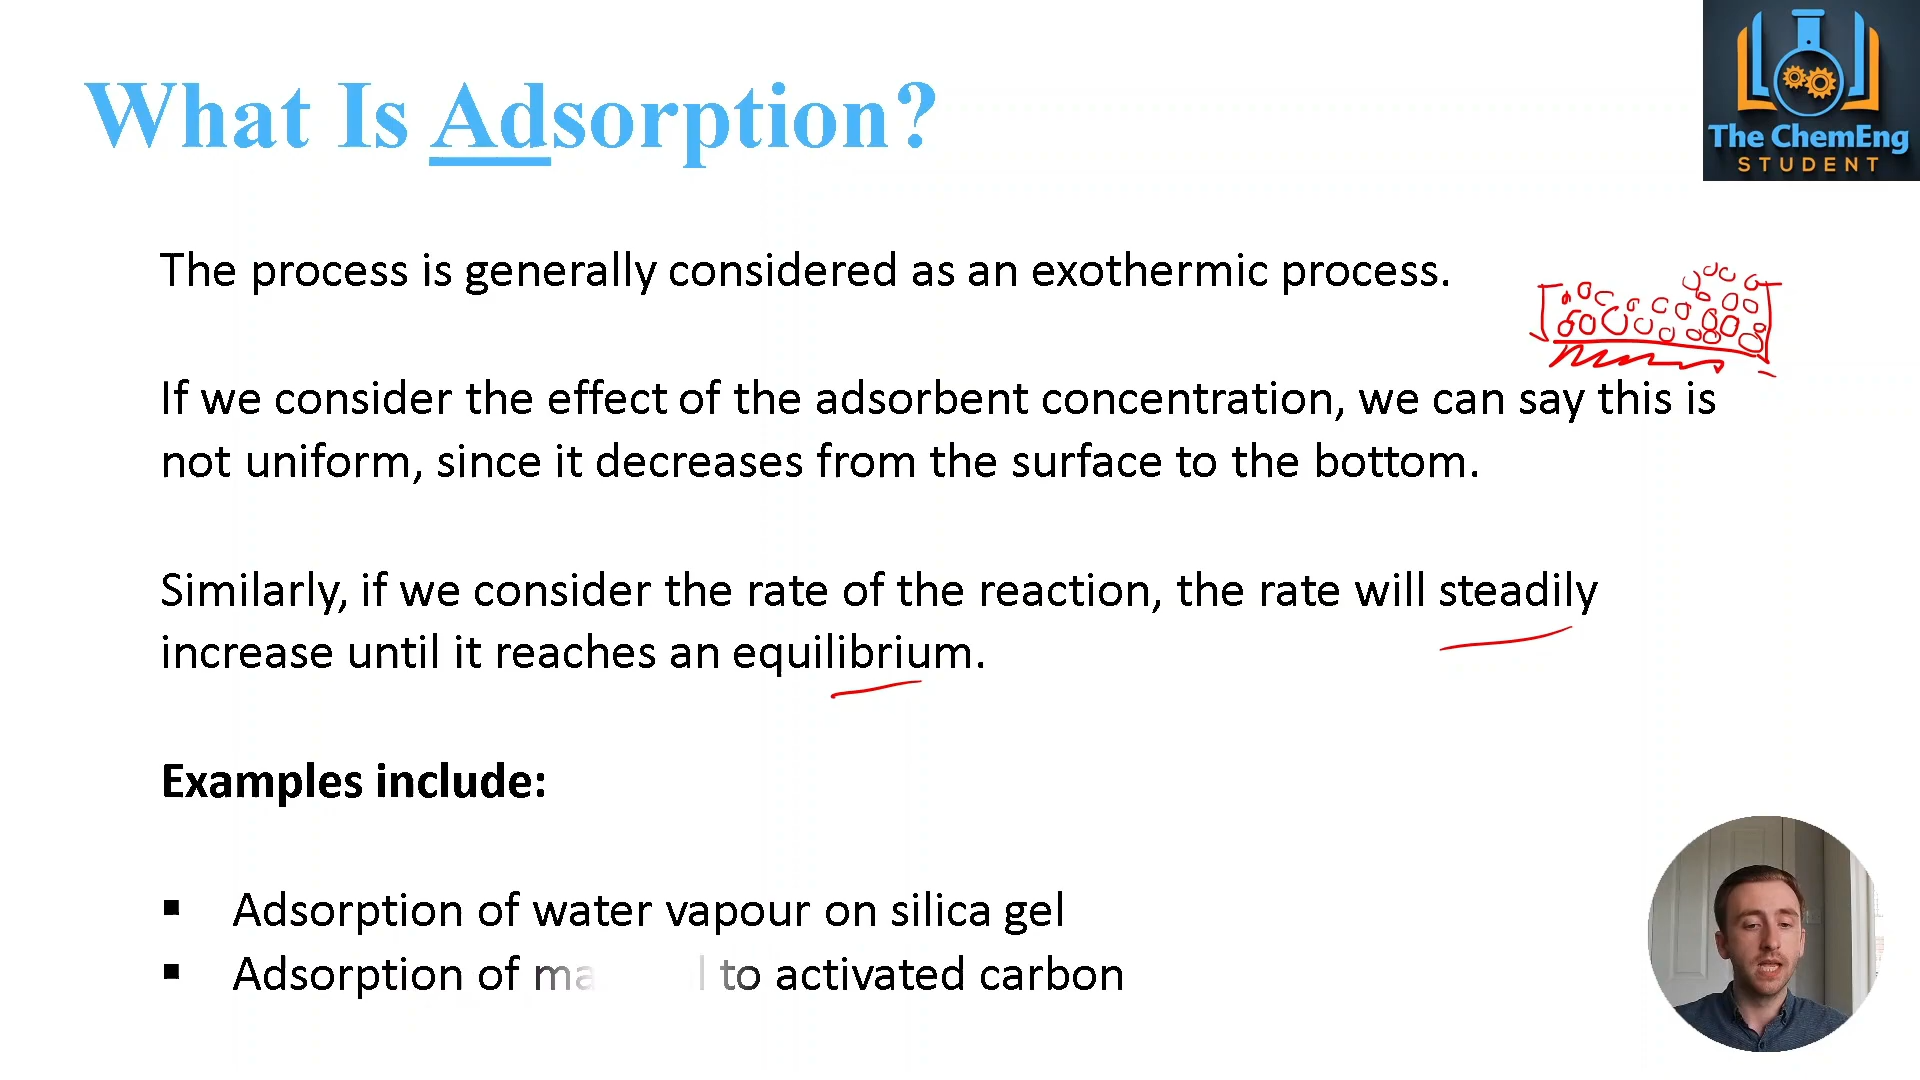 What Is Adsorption?
The ChemEng
STUDENT
The process is generally considered as an exothermic process.
If we consider the effect of the adsorbent concentration, we can say this is
not uniform, since it decreases from the surface to the bottom.
Similarly, if we consider the rate of the reaction, the rate will steadily
increase until it reaches an equilibrium.
Examples include:
▪ Adsorption of water vapour on silica gel
▪ Adsorption of to activated carbon